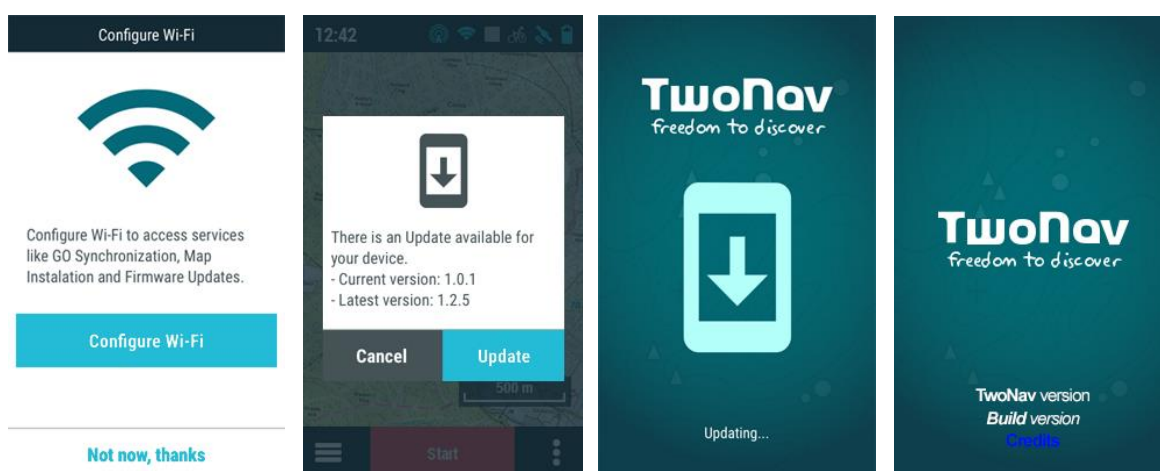 Configure Wi-Fi
Configure Wi-Fi to access services
like GO Synchronization, Map
Instalation and Firmware Updates.
Configure Wi-Fi
Not now, thanks
12:42
There is an Update available for
your device.
- Current version: 1.0.1
- Latest version: 1.2.5
Cancel
Update
500 m
Start
TwoNav
freedom to discover
Updating...
TwoNav
freedom to discover
TwoNav version
Build version
Credits